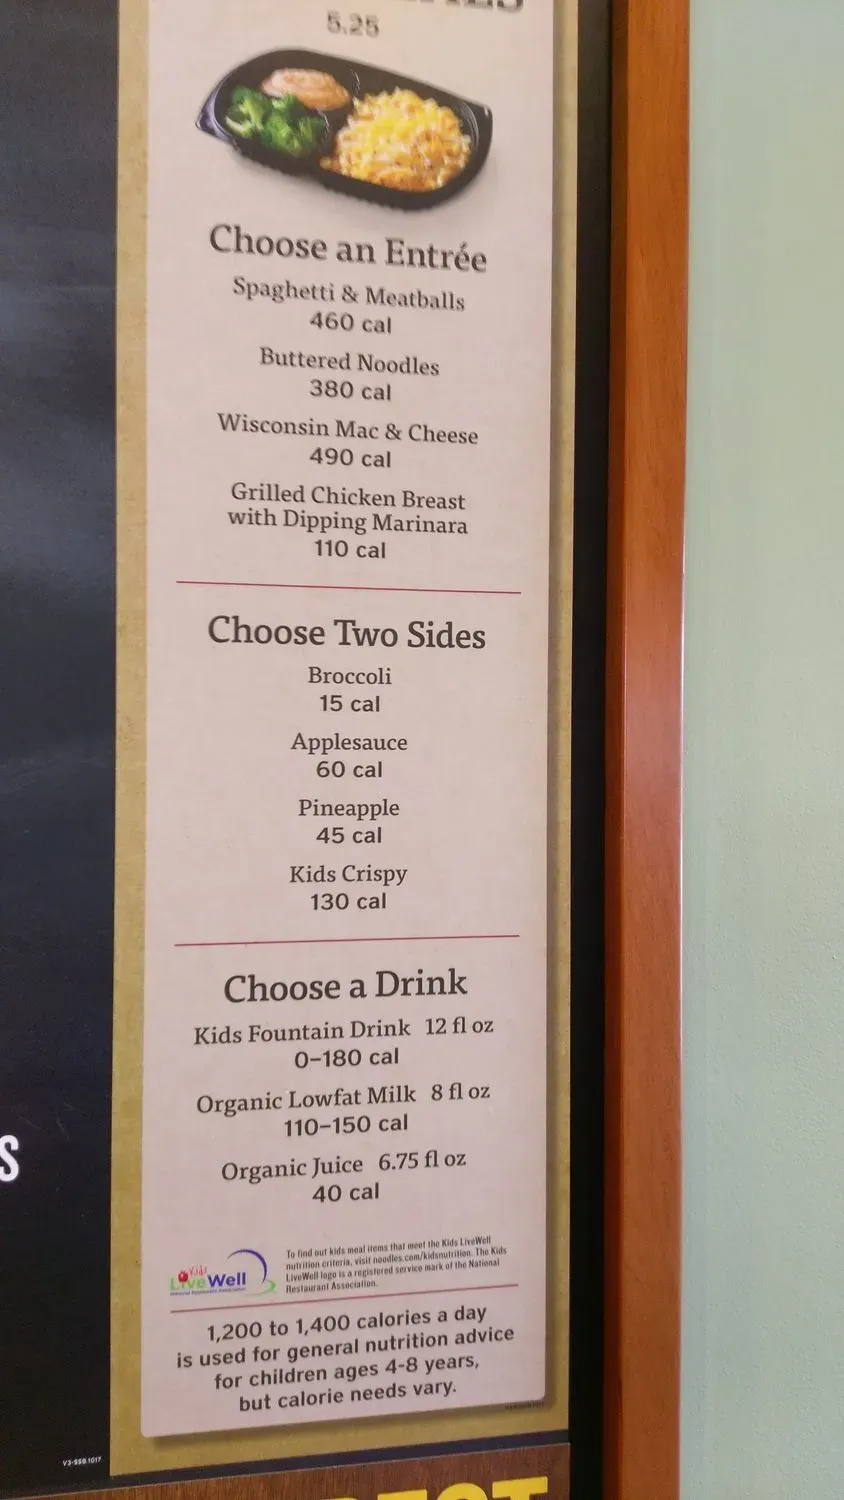 5.25
Choose an Entrée
Spaghetti & Meatballs
460 cal
Buttered Noodles
380 cal
Wisconsin Mac & Cheese
490 cal
Grilled Chicken Breast
with Dipping Marinara
110 cal
Choose Two Sides
Broccoli
15 cal
Applesauce
60 cal
Pineapple
45 cal
Kids Crispy
130 cal
Choose a Drink
Kids Fountain Drink 12 fl oz
0–180 cal
Organic Lowfat Milk 8 fl oz
110–150 cal
Organic Juice 6.75 fl oz
40 cal
Kids
LiveWell
To find out kids meal items that meet the Kids LiveWell
nutrition criteria, visit noodles.com/kidsnutrition. The Kids
LiveWell logo is a registered service mark of the National
Restaurant Association.
1,200 to 1,400 calories a day
is used for general nutrition advice
for children ages 4-8 years,
but calorie needs vary.
S
V3-SSB.1017